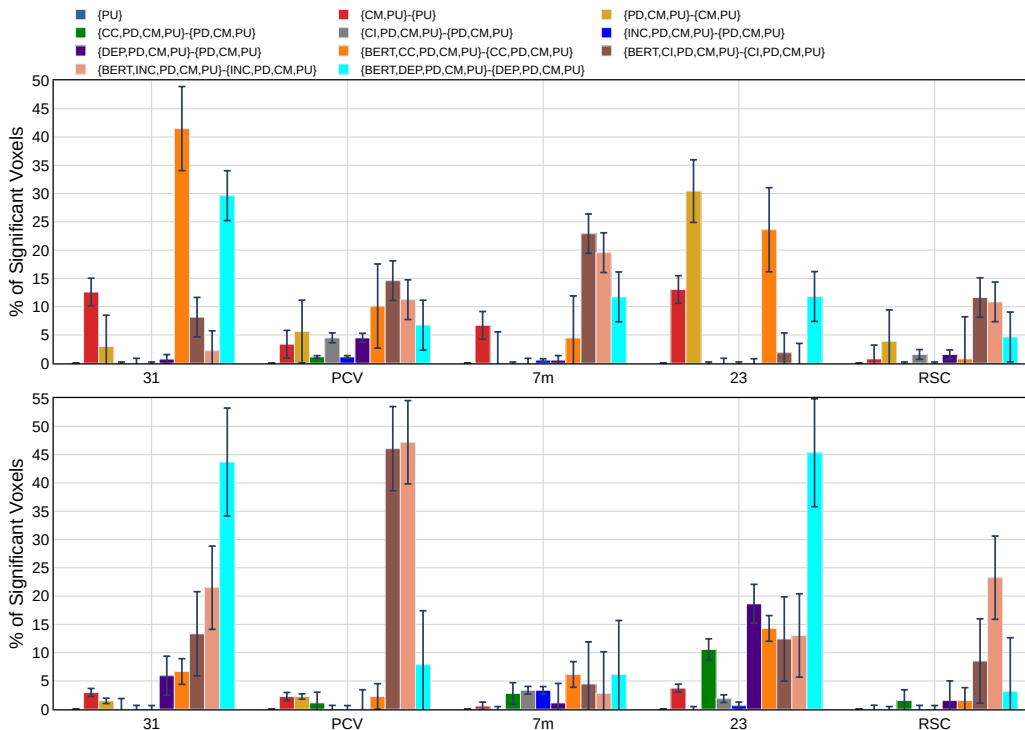 {PU} {CM,PU}-{PU} {PD,CM,PU}-{CM,PU}
{CC,PD,CM,PU}-{PD,CM,PU} {CI,PD,CM,PU}-{PD,CM,PU} {INC,PD,CM,PU}-{PD,CM,PU}
{DEP,PD,CM,PU}-{PD,CM,PU} {BERT,CC,PD,CM,PU}-{CC,PD,CM,PU} {BERT,CI,PD,CM,PU}-{CI,PD,CM,PU}
{BERT,INC,PD,CM,PU}-{INC,PD,CM,PU} {BERT,DEP,PD,CM,PU}-{DEP,PD,CM,PU}
% of Significant Voxels
50
45
40
35
30
25
20
15
10
5
0
31 PCV 7m 23 RSC
% of Significant Voxels
55
50
45
40
35
30
25
20
15
10
5
0
31 PCV 7m 23 RSC